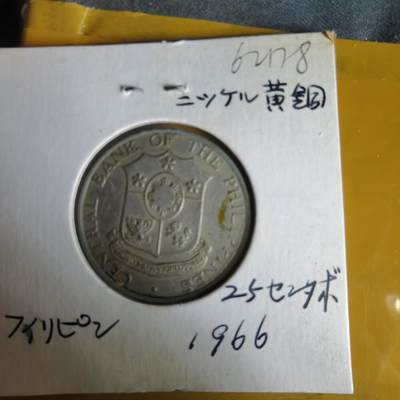 6278
ニッケル黄銅
CENTRAL BANK OF THE PHILIPPINES
25センタボ
フィリピン
1966